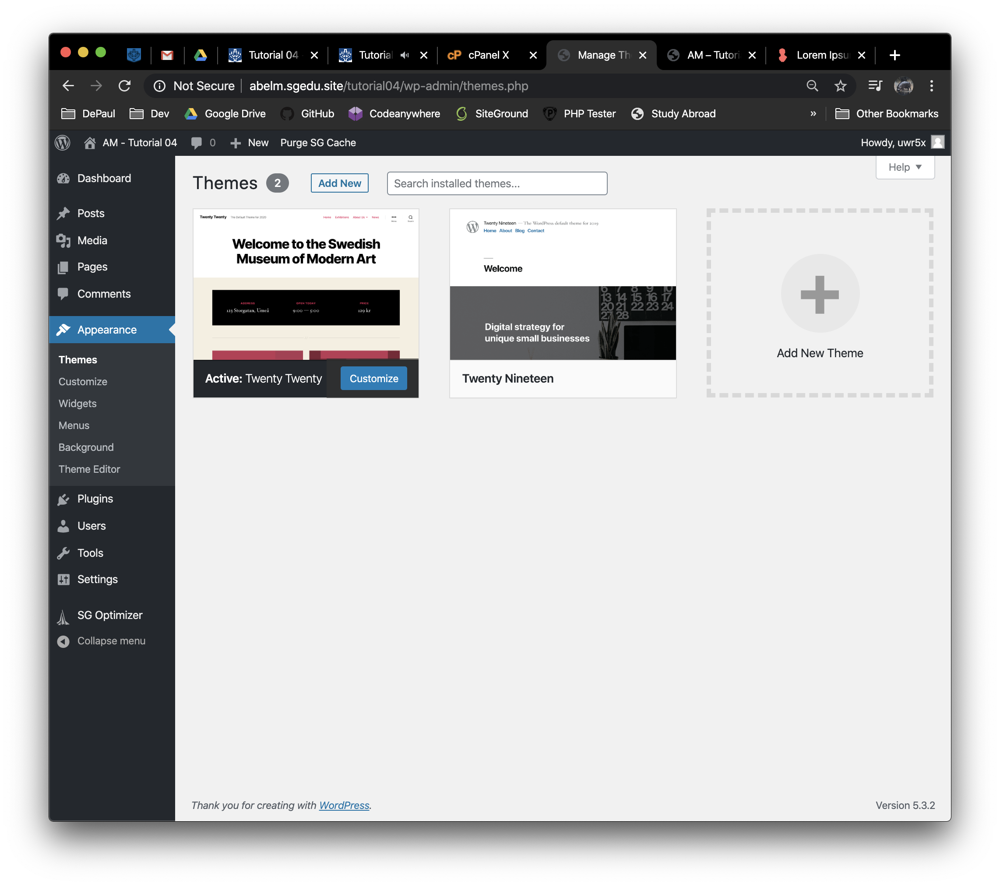 Tutorial 04
Tutorial
cPanel X
Manage Th
AM – Tutori
Lorem Ipsu
Not Secure
abelm.sgedu.site/tutorial04/wp-admin/themes.php
DePaul
Dev
Google Drive
GitHub
Codeanywhere
SiteGround
PHP Tester
Study Abroad
»
Other Bookmarks
AM - Tutorial 04
0
New
Purge SG Cache
Howdy, uwr5x
Dashboard
Posts
Media
Pages
Comments
Appearance
Themes
Customize
Widgets
Menus
Background
Theme Editor
Plugins
Users
Tools
Settings
SG Optimizer
Collapse menu
Help
Themes 2
Add New
Search installed themes...
Twenty Twenty The Default Theme for 2020
Home Exhibitions About Us News
Menu
Search
Welcome to the Swedish
Museum of Modern Art
ADDRESS
123 Storgatan, Umeå
OPEN TODAY
9:00 — 5:00
PRICE
129 kr
Active: Twenty Twenty
Customize
Twenty Nineteen — The WordPress default theme for 2019
Home About Blog Contact
Welcome
6 7 8 9 10
13 14 15 16 17
20 21 22 23 24
27 28
Digital strategy for
unique small businesses
Twenty Nineteen
Add New Theme
Thank you for creating with WordPress.
Version 5.3.2